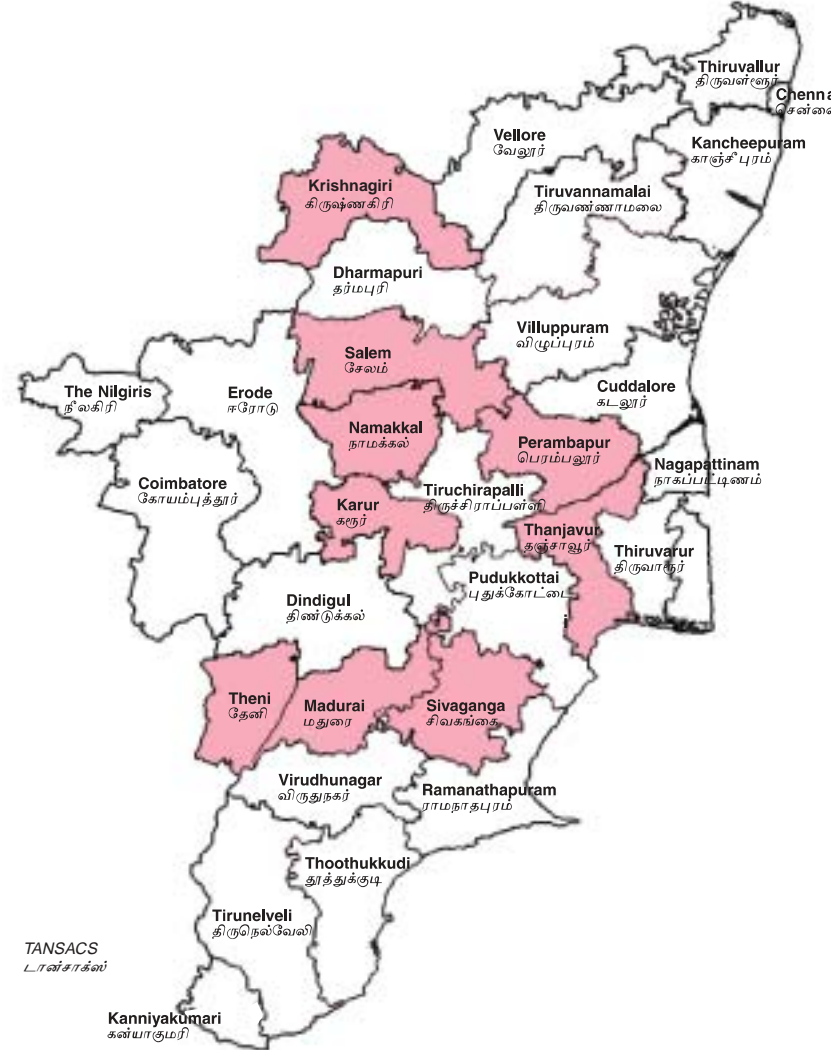 Thiruvallur
திருவள்ளூர்
Chenna
சென்னை
Vellore
வேலூர்
Kancheepuram
காஞ்சீபுரம்
Krishnagiri
கிருஷ்ணகிரி
Tiruvannamalai
திருவண்ணாமலை
Dharmapuri
தர்மபுரி
Villuppuram
விழுப்புரம்
Salem
சேலம்
The Nilgiris
நீலகிரி
Erode
ஈரோடு
Cuddalore
கடலூர்
Namakkal
நாமக்கல்
Perambapur
பெரம்பலூர்
Nagapattinam
நாகப்பட்டிணம்
Coimbatore
கோயம்புத்தூர்
Tiruchirapalli
திருச்சிராப்பள்ளி
Karur
கரூர்
Thanjavur
தஞ்சாவூர்
Thiruvarur
திருவாரூர்
Pudukkottai
புதுக்கோட்டை
Dindigul
திண்டுக்கல்
Theni
தேனி
Madurai
மதுரை
Sivaganga
சிவகங்கை
Virudhunagar
விருதுநகர்
Ramanathapuram
ராமநாதபுரம்
Thoothukkudi
தூத்துக்குடி
Tirunelveli
திருநெல்வேலி
TANSACS
டான்சாக்ஸ்
Kanniyakumari
கன்யாகுமரி